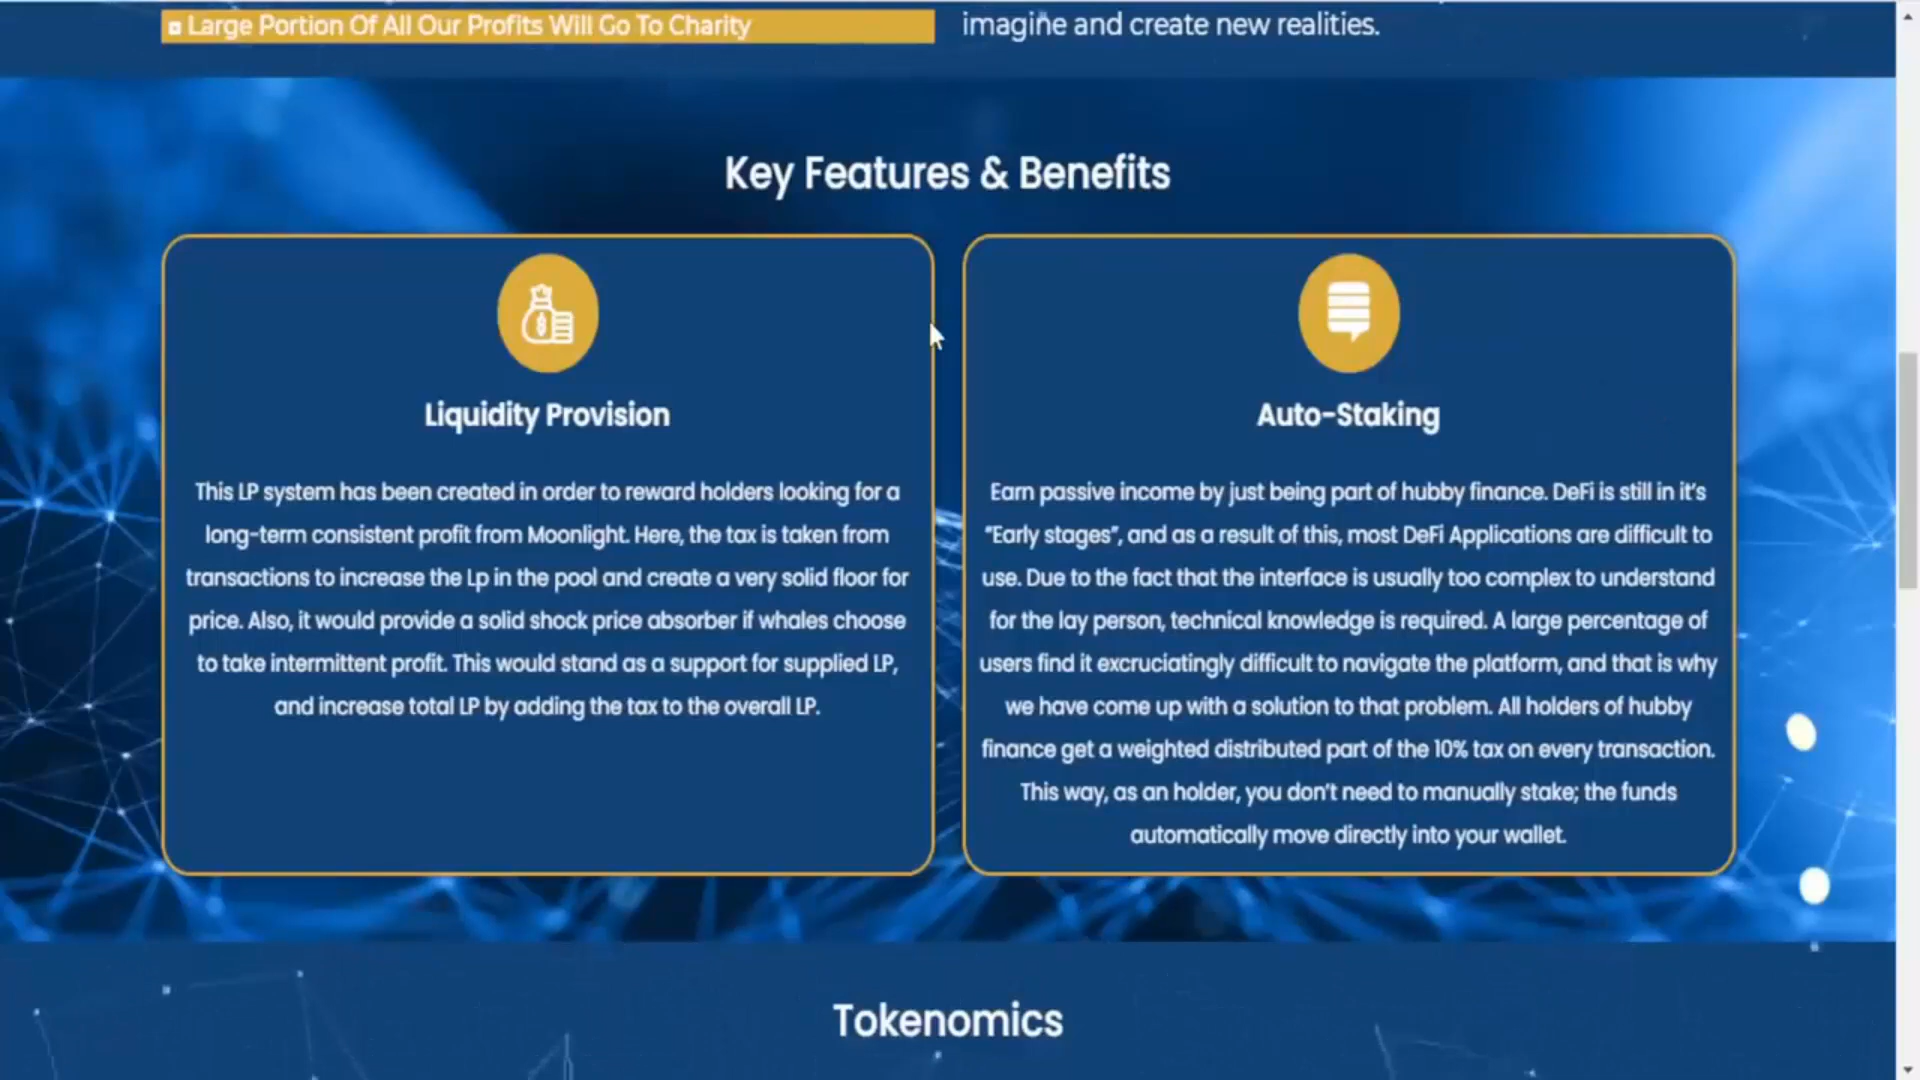 Large Portion Of All Our Profits Will Go To Charity
imagine and create new realities.
Key Features & Benefits
Liquidity Provision
This LP system has been created in order to reward holders looking for a
long-term consistent profit from Moonlight. Here, the tax is taken from
transactions to increase the Lp in the pool and create a very solid floor for
price. Also, it would provide a solid shock price absorber if whales choose
to take intermittent profit. This would stand as a support for supplied LP,
and increase total LP by adding the tax to the overall LP.
Auto-Staking
Earn passive income by just being part of hubby finance. DeFi is still in it's
"Early stages", and as a result of this, most DeFi Applications are difficult to
use. Due to the fact that the interface is usually too complex to understand
for the lay person, technical knowledge is required. A large percentage of
users find it excruciatingly difficult to navigate the platform, and that is why
we have come up with a solution to that problem. All holders of hubby
finance get a weighted distributed part of the 10% tax on every transaction.
This way, as an holder, you don't need to manually stake; the funds
automatically move directly into your wallet.
Tokenomics